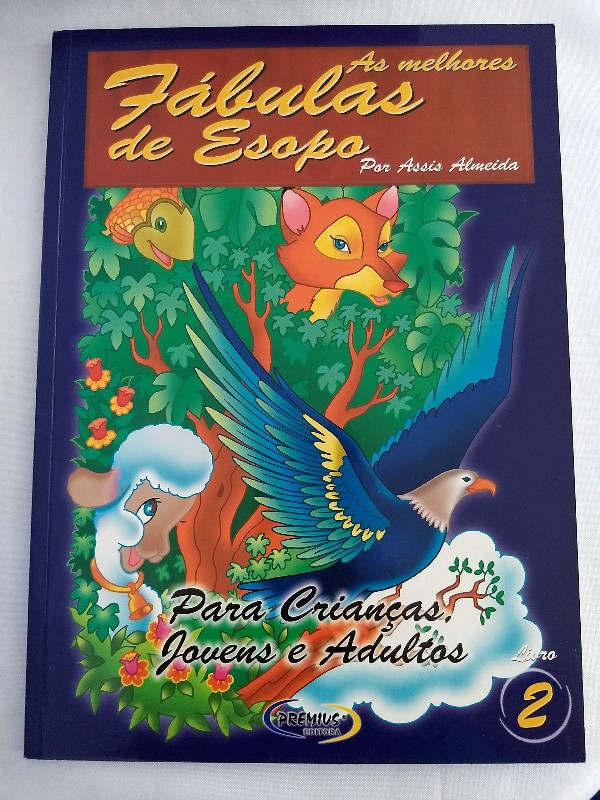 As melhores
Fábulas
de Esopo
Por Assis Almeida
Para Crianças,
Jovens e Adultos
Livro
2
PREMIUS
EDITORA